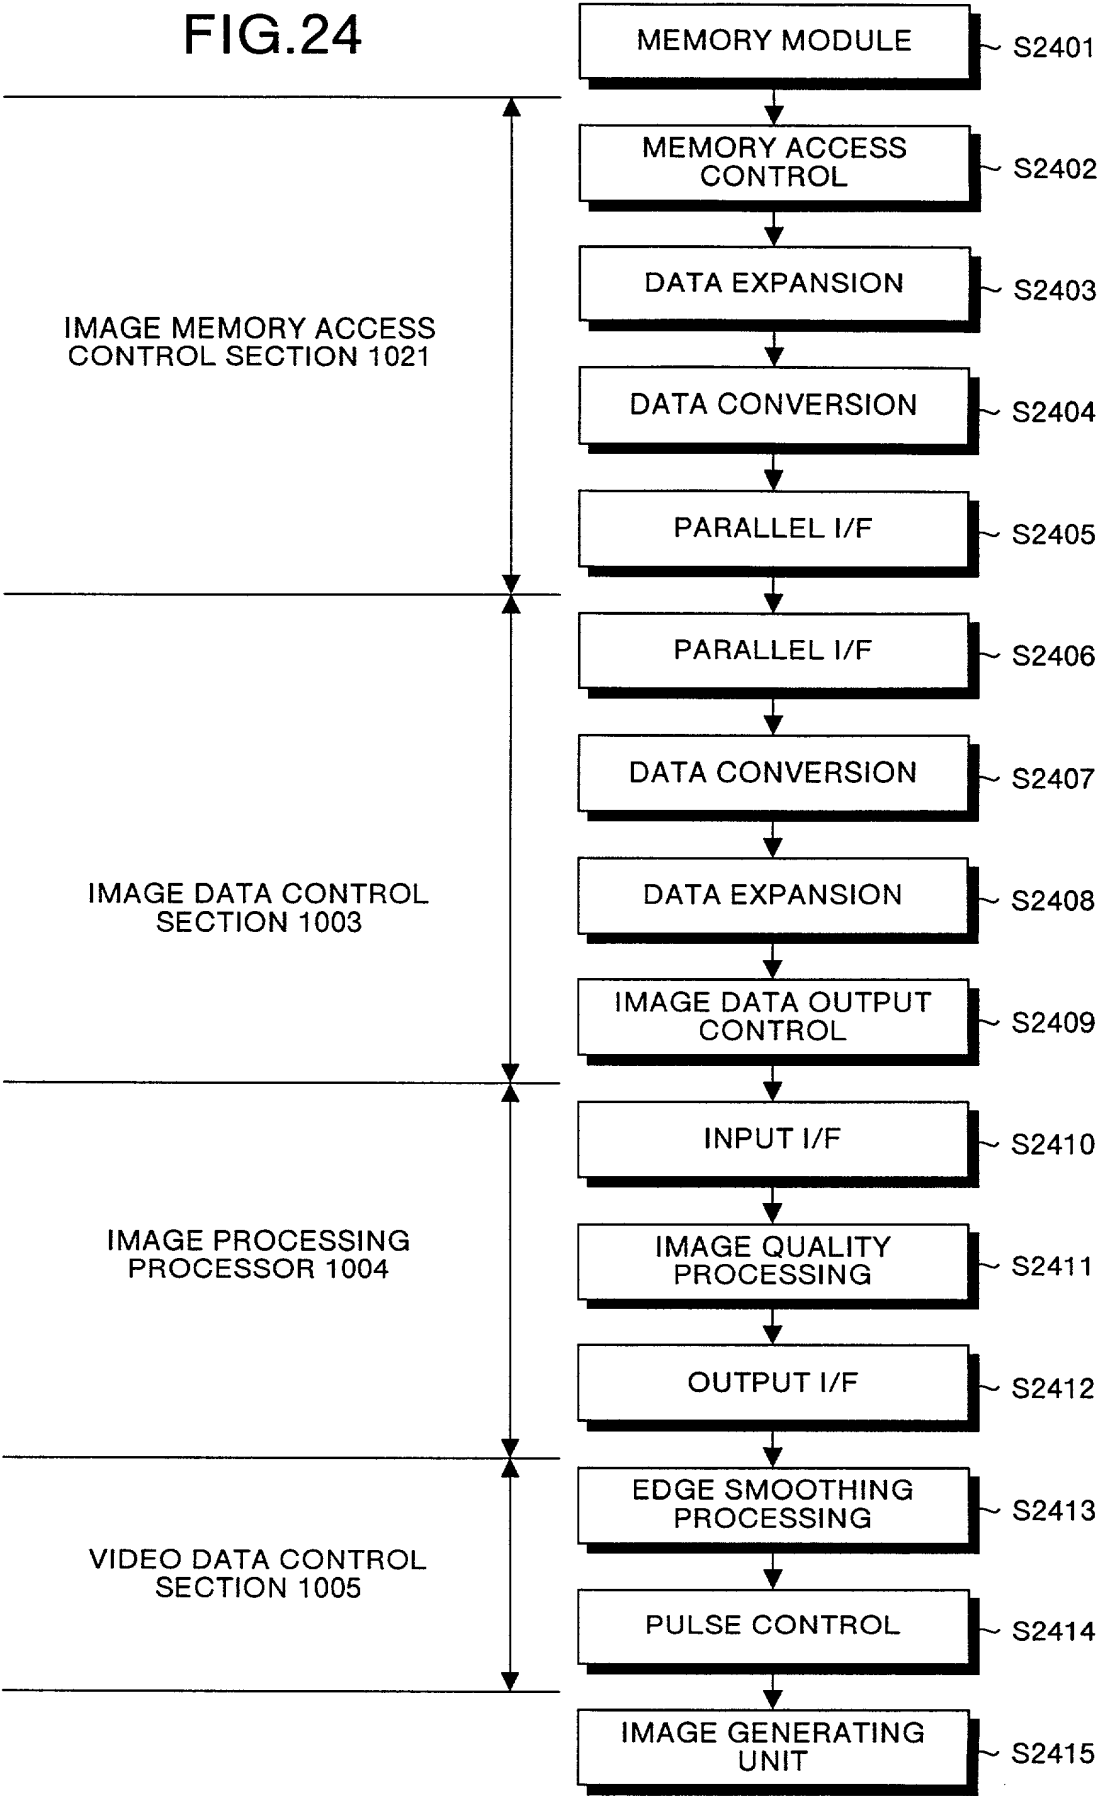 FIG.24
MEMORY MODULE
S2401
MEMORY ACCESS
CONTROL
S2402
DATA EXPANSION
S2403
IMAGE MEMORY ACCESS
CONTROL SECTION 1021
DATA CONVERSION
S2404
PARALLEL I/F
S2405
PARALLEL I/F
S2406
DATA CONVERSION
S2407
IMAGE DATA CONTROL
SECTION 1003
DATA EXPANSION
S2408
IMAGE DATA OUTPUT
CONTROL
S2409
INPUT I/F
S2410
IMAGE PROCESSING
PROCESSOR 1004
IMAGE QUALITY
PROCESSING
S2411
OUTPUT I/F
S2412
EDGE SMOOTHING
PROCESSING
S2413
VIDEO DATA CONTROL
SECTION 1005
PULSE CONTROL
S2414
IMAGE GENERATING
UNIT
S2415